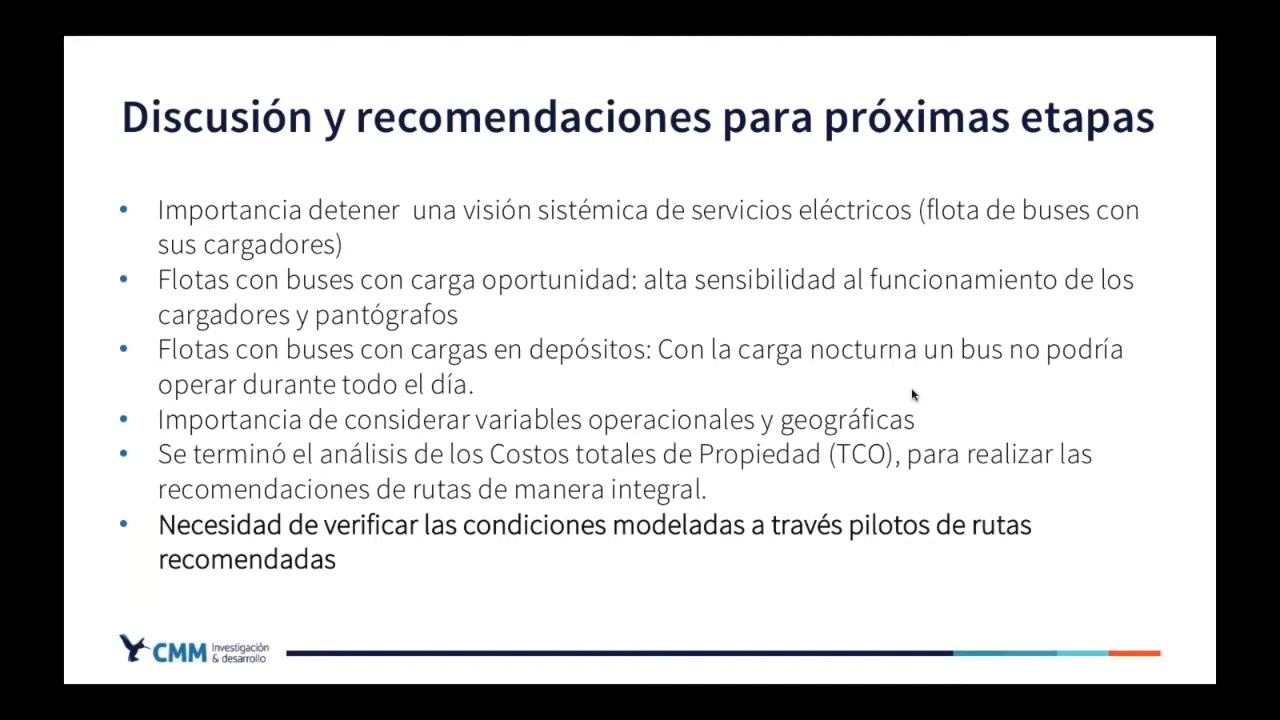 Discusión y recomendaciones para próximas etapas
• Importancia detener una visión sistémica de servicios eléctricos (flota de buses con
sus cargadores)
• Flotas con buses con carga oportunidad: alta sensibilidad al funcionamiento de los
cargadores y pantógrafos
• Flotas con buses con cargas en depósitos: Con la carga nocturna un bus no podría
operar durante todo el día.
• Importancia de considerar variables operacionales y geográficas
• Se terminó el análisis de los Costos totales de Propiedad (TCO), para realizar las
recomendaciones de rutas de manera integral.
• Necesidad de verificar las condiciones modeladas a través pilotos de rutas
recomendadas
CMM Investigación
& desarrollo